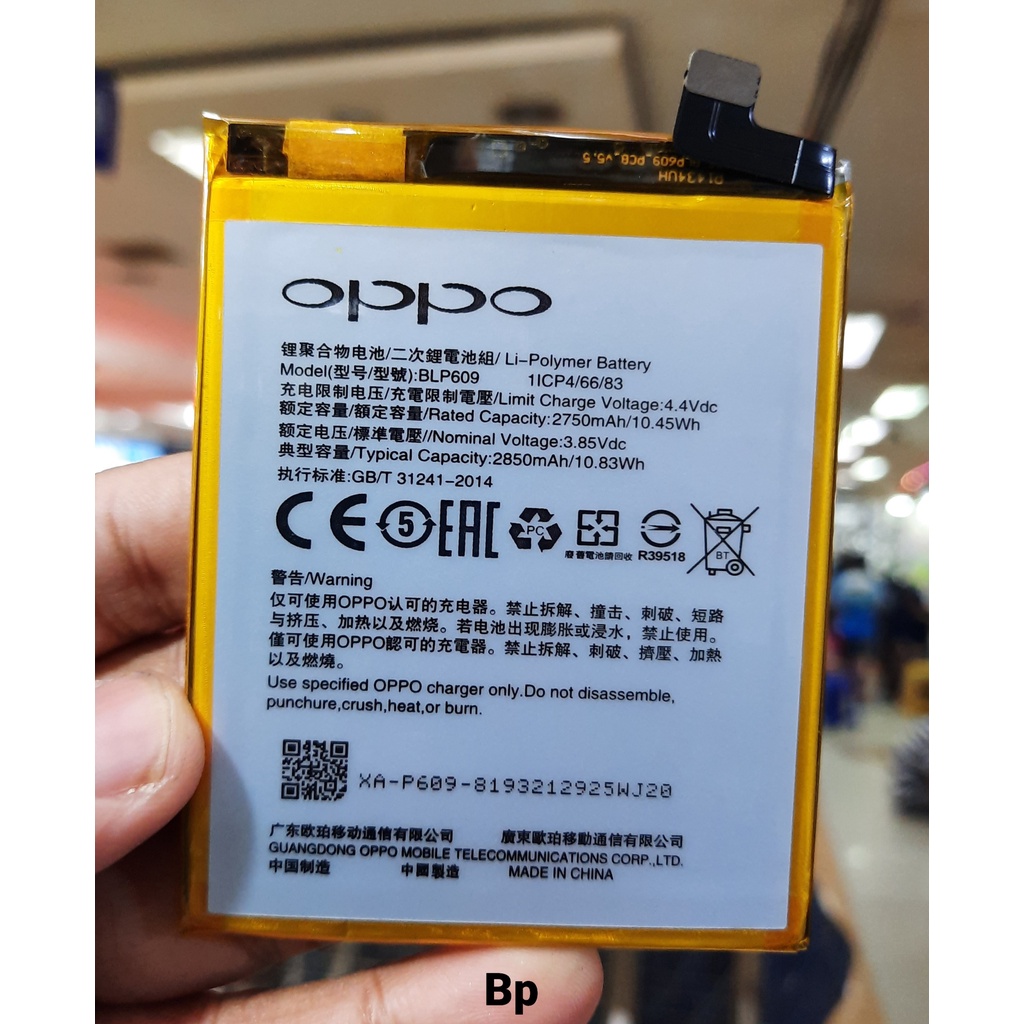 P609_PCB_V5.5
oppo
锂聚合物电池/二次鋰電池組/ Li-Polymer Battery
Model(型号/型號):BLP609 1ICP4/66/83
充电限制电压/充電限制電壓/Limit Charge Voltage:4.4Vdc
额定容量/額定容量/Rated Capacity:2750mAh/10.45Wh
额定电压/標準電壓//Nominal Voltage:3.85Vdc
典型容量/Typical Capacity:2850mAh/10.83Wh
执行标准:GB/T 31241-2014
CE 5 EAC PC 廢舊電池請回收 R39518 BT
警告/Warning
仅可使用OPPO认可的充电器。禁止拆解、撞击、刺破、短路
与挤压、加热以及燃烧。若电池出现膨胀或浸水，禁止使用。
僅可使用OPPO認可的充電器。禁止拆解、刺破、擠壓、加熱
以及燃燒。
Use specified OPPO charger only.Do not disassemble,
punchure,crush,heat,or burn.
XA-P609-8193212925WJ20
广东欧珀移动通信有限公司 廣東歐珀移動通信有限公司
GUANGDONG OPPO MOBILE TELECOMMUNICATIONS CORP.,LTD.
中国制造 中國製造 MADE IN CHINA
Bp